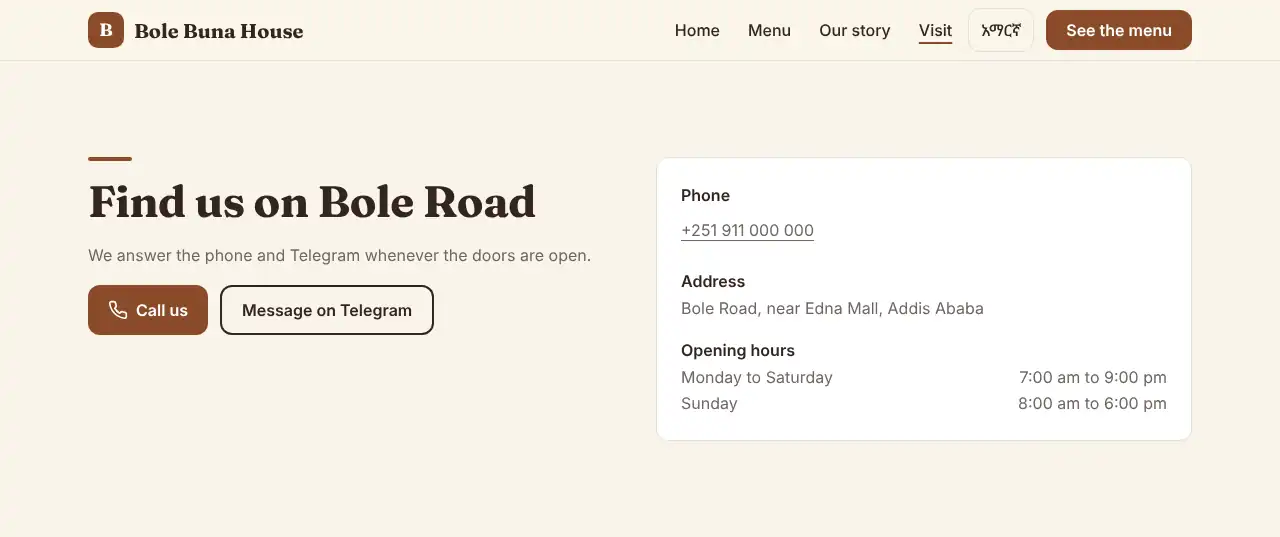 B Bole Buna House
Home Menu Our story Visit አማርኛ See the menu
Find us on Bole Road
We answer the phone and Telegram whenever the doors are open.
Call us Message on Telegram
Phone
+251 911 000 000
Address
Bole Road, near Edna Mall, Addis Ababa
Opening hours
Monday to Saturday 7:00 am to 9:00 pm
Sunday 8:00 am to 6:00 pm